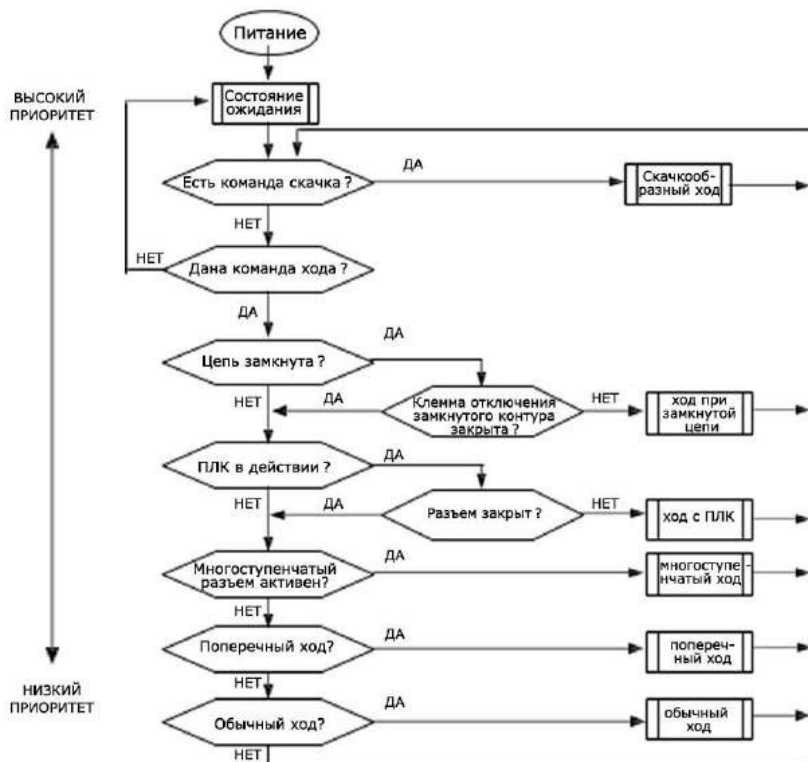 Питание
ВЫСОКИЙ
ПРИОРИТЕТ
Состояние
ожидания
Есть команда скачка ?
ДА
Скачкооб-
разный ход
НЕТ
НЕТ
Дана команда хода ?
ДА
ДА
Цепь замкнута ?
НЕТ
ДА
Клемма отключения
замкнутого контура
закрыта ?
НЕТ
ход при
замкнутой
цепи
ПЛК в действии ?
ДА
НЕТ
ДА
Разъем закрыт ?
НЕТ
ход с ПЛК
Многоступенчатый
разъем активен?
ДА
многоступе-
нчатый ход
НЕТ
Поперечный ход?
ДА
попереч-
ный ход
НЕТ
НИЗКИЙ
ПРИОРИТЕТ
Обычный ход?
ДА
обычный
ход
НЕТ